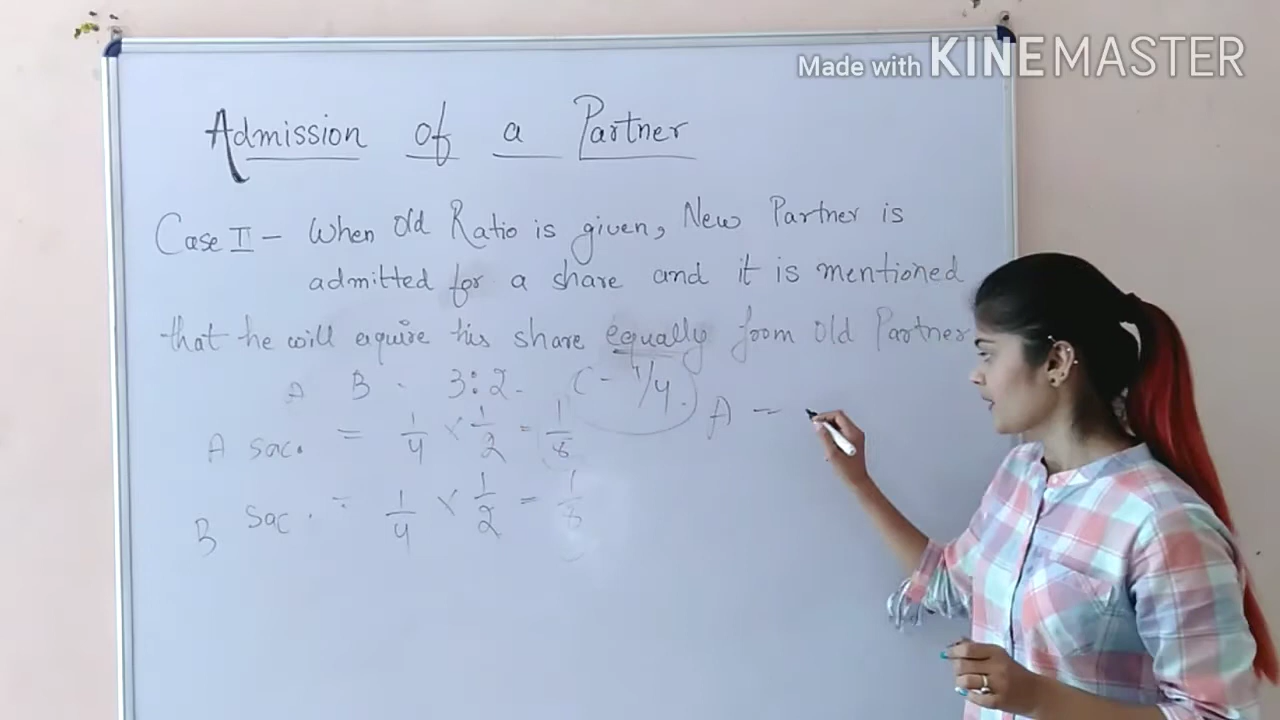 Made with KINEMASTER
Admission of a Partner
Case II - When Old Ratio is given, New Partner is
admitted for a share and it is mentioned
that he will aquire his share equally from Old Partner
A B. 3:2. C - 1/4.
A sac. = 1/4 × 1/2 = 1/8
A =
B Sac. = 1/4 × 1/2 = 1/8